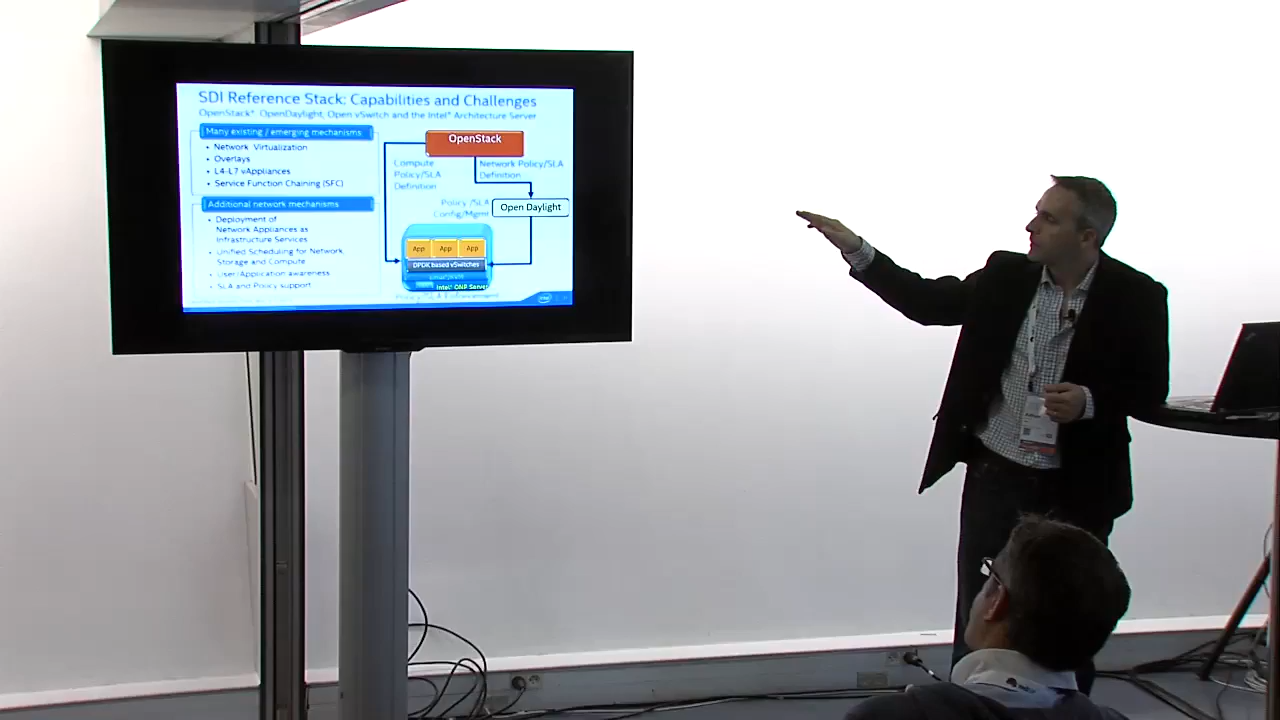 SDI Reference Stack: Capabilities and Challenges
OpenStack*, OpenDaylight, Open vSwitch and the Intel® Architecture Server
Many existing / emerging mechanisms
• Network Virtualization
• Overlays
• L4-L7 vAppliances
• Service Function Chaining (SFC)
Additional network mechanisms
• Deployment of
Network Appliances as
Infrastructure Services
• Unified Scheduling for Network,
Storage and Compute
• User/Application awareness
• SLA and Policy support
OpenStack
Compute
Policy/SLA
Definition
Network Policy/SLA
Definition
Policy /SLA
Config/Mgmt
Open Daylight
App App App
DPDK based vSwitches
Intel® ONP Server
Policy/SLA Enforcement
intel